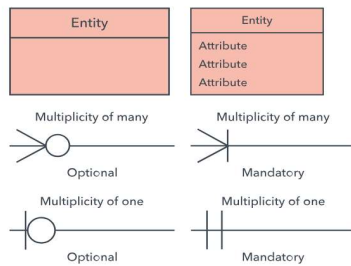 Entity
Entity
Attribute
Attribute
Attribute
Multiplicity of many
Multiplicity of many
Optional
Mandatory
Multiplicity of one
Multiplicity of one
Optional
Mandatory